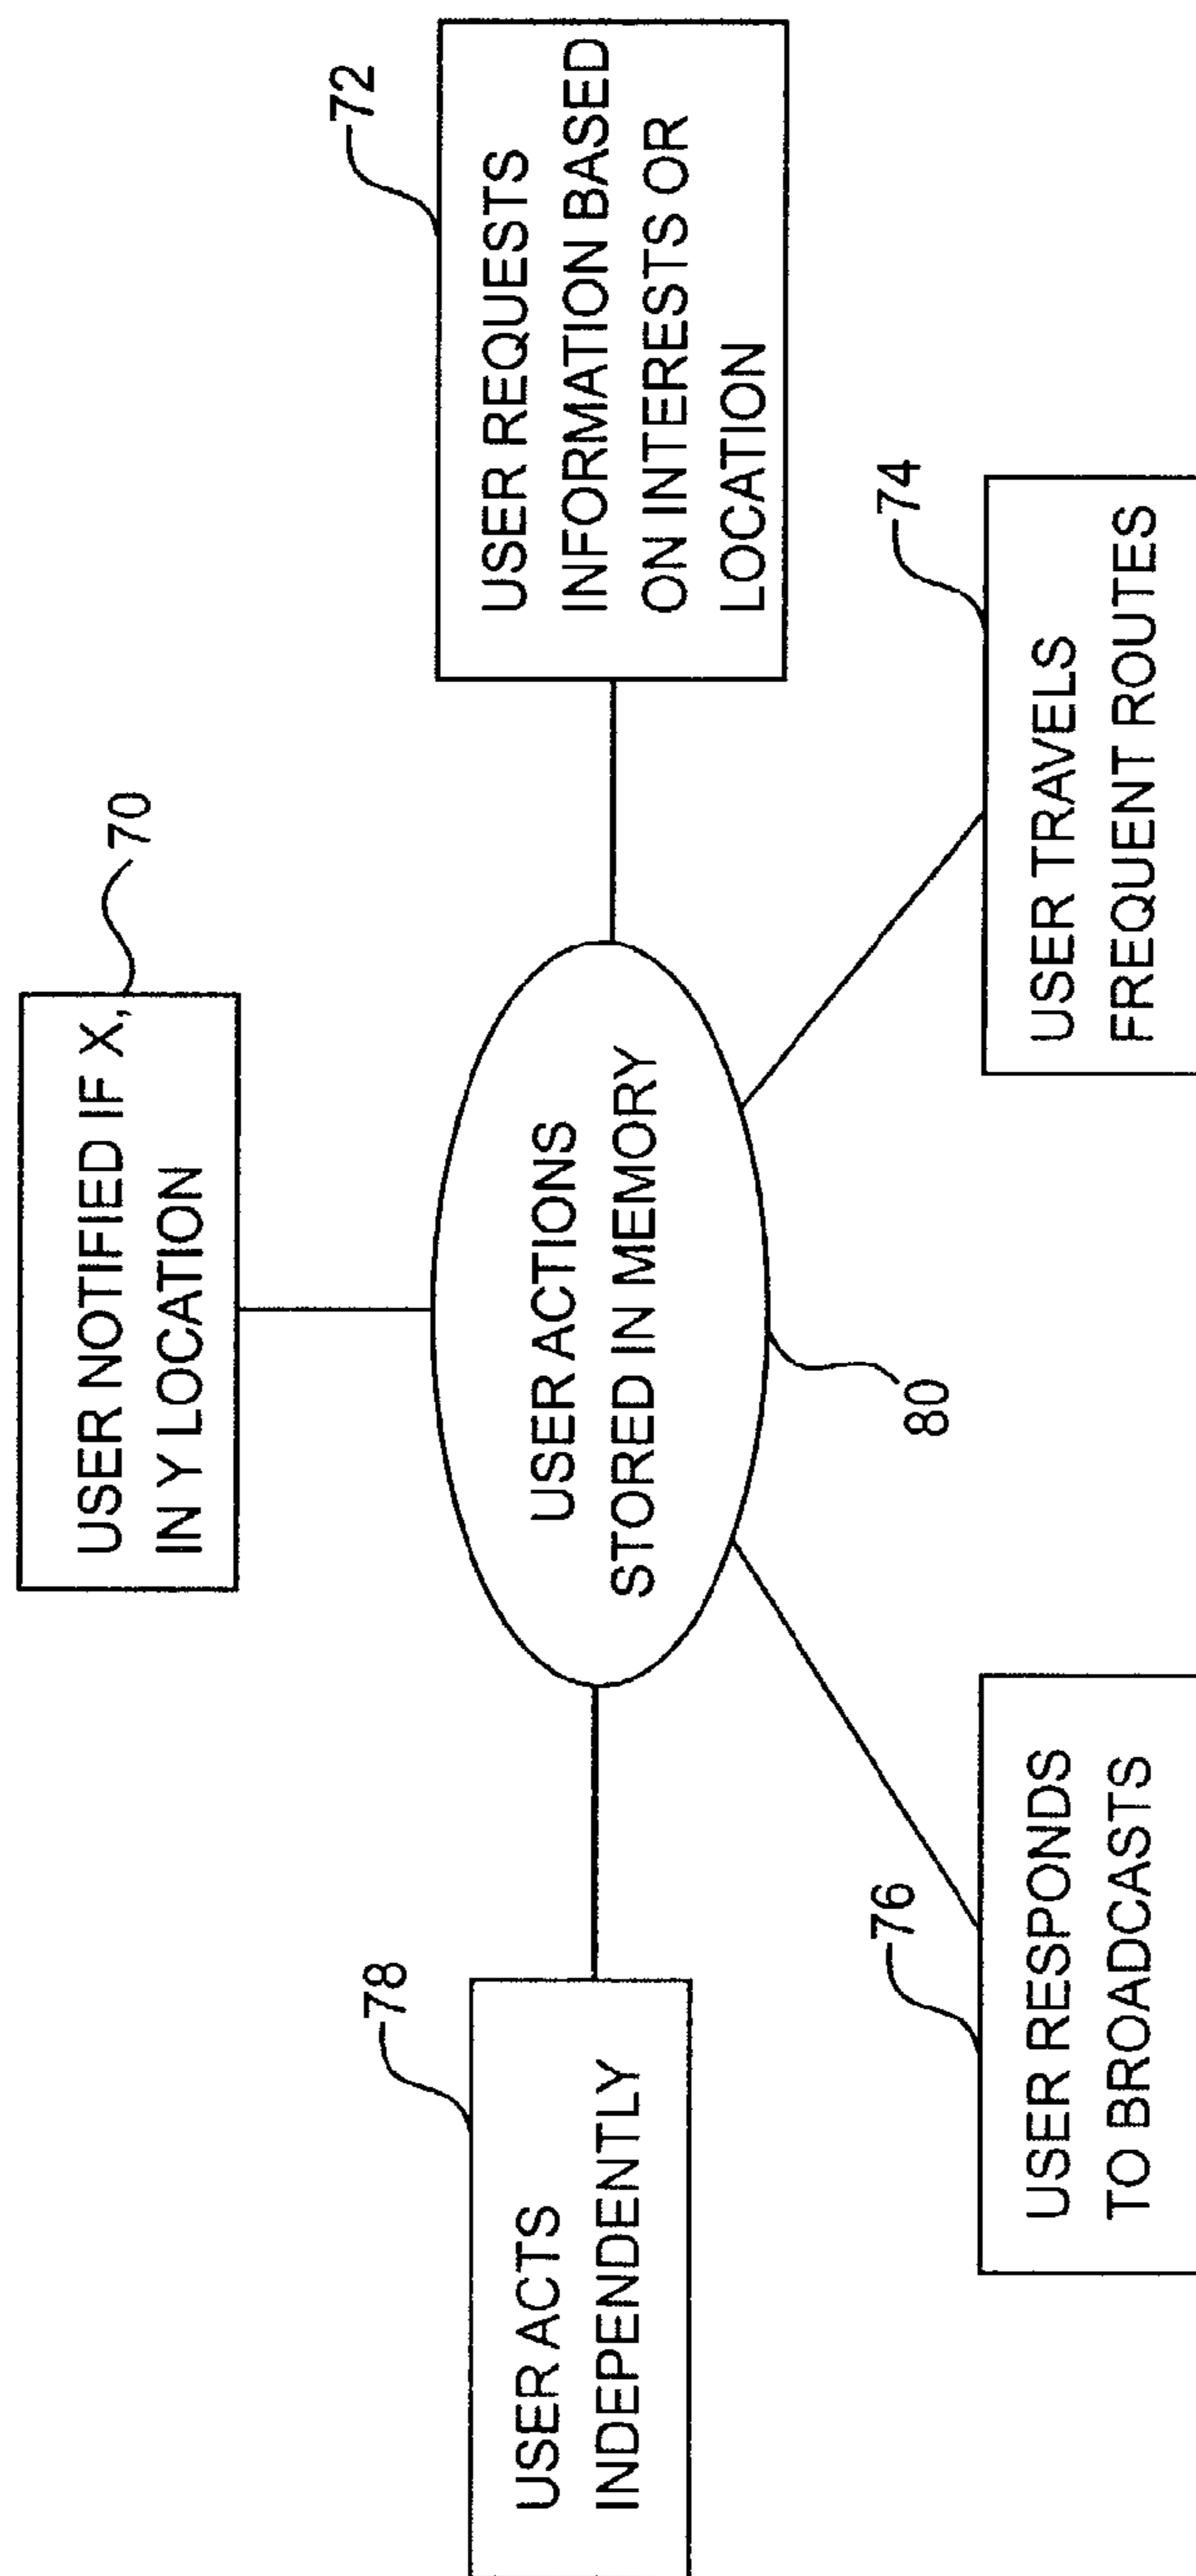 70
USER NOTIFIED IF X,
IN Y LOCATION
72
USER REQUESTS
INFORMATION BASED
ON INTERESTS OR
LOCATION
78
USER ACTS
INDEPENDENTLY
USER ACTIONS
STORED IN MEMORY
80
76
USER RESPONDS
TO BROADCASTS
74
USER TRAVELS
FREQUENT ROUTES